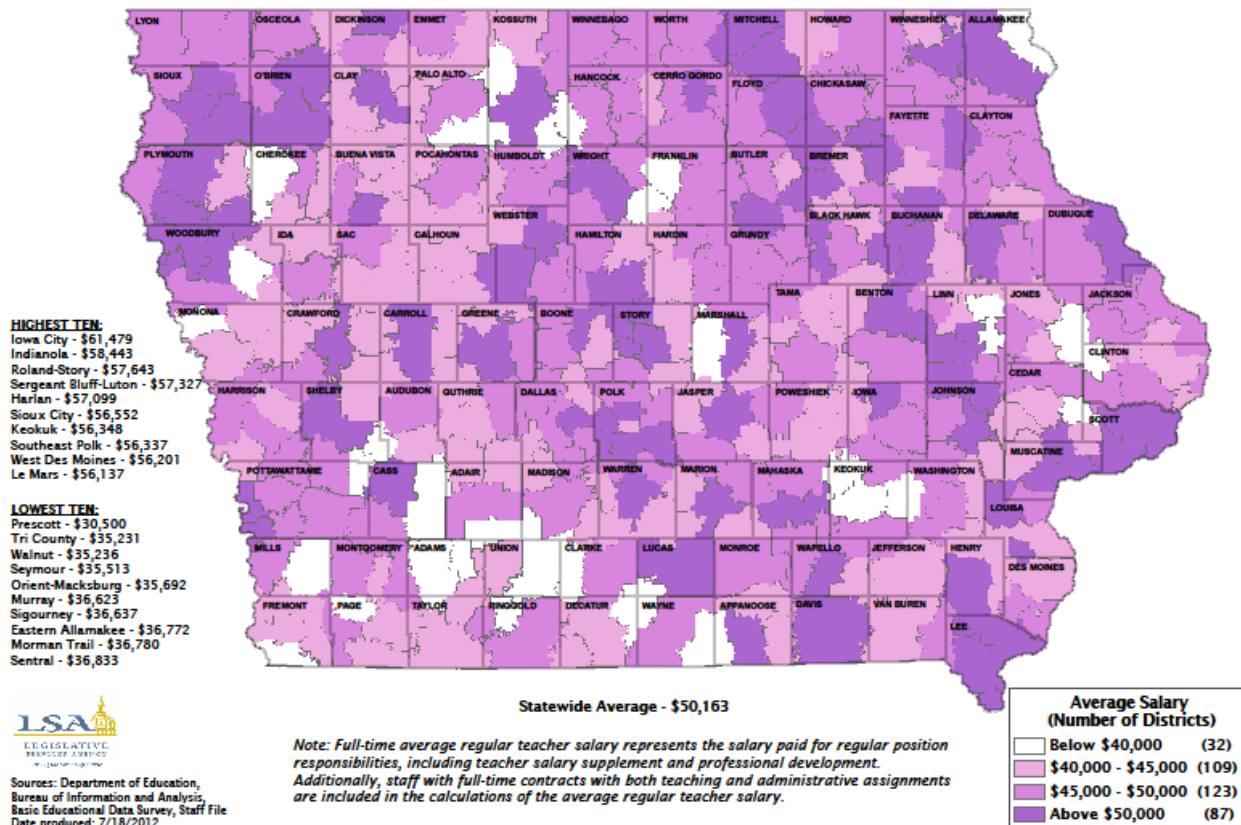 LYON
OSCEOLA
DICKINSON
EMMET
KOSSUTH
WINNEBAGO
WORTH
MITCHELL
HOWARD
WINNESHIEK
ALLAMAKEE
SIOUX
O'BRIEN
CLAY
PALO ALTO
HANCOCK
CERRO GORDO
FLOYD
CHICKASAW
FAYETTE
CLAYTON
PLYMOUTH
CHEROKEE
BUENA VISTA
POCAHONTAS
HUMBOLDT
WRIGHT
FRANKLIN
BUTLER
BREMER
WOODBURY
IDA
SAC
CALHOUN
WEBSTER
HAMILTON
HARDIN
GRUNDY
BLACK HAWK
BUCHANAN
DELAWARE
DUBUQUE
MONONA
CRAWFORD
CARROLL
GREENE
BOONE
STORY
MARSHALL
TAMA
BENTON
LINN
JONES
JACKSON
CLINTON
CEDAR
HARRISON
SHELBY
AUDUBON
GUTHRIE
DALLAS
POLK
JASPER
POWESHIEK
IOWA
JOHNSON
SCOTT
MUSCATINE
POTTAWATTAMIE
CASS
ADAIR
MADISON
WARREN
MARION
MAHASKA
KEOKUK
WASHINGTON
LOUISA
MILLS
MONTGOMERY
ADAMS
UNION
CLARKE
LUCAS
MONROE
WAPELLO
JEFFERSON
HENRY
DES MOINES
FREMONT
PAGE
TAYLOR
RINGGOLD
DECATUR
WAYNE
APPANOOSE
DAVIS
VAN BUREN
LEE
HIGHEST TEN:
Iowa City - $61,479
Indianola - $58,443
Roland-Story - $57,643
Sergeant Bluff-Luton - $57,327
Harlan - $57,099
Sioux City - $56,552
Keokuk - $56,348
Southeast Polk - $56,337
West Des Moines - $56,201
Le Mars - $56,137
LOWEST TEN:
Prescott - $30,500
Tri County - $35,231
Walnut - $35,236
Seymour - $35,513
Orient-Macksburg - $35,692
Murray - $36,623
Sigourney - $36,637
Eastern Allamakee - $36,772
Morman Trail - $36,780
Sentral - $36,833
LSA
LEGISLATIVE
SERVICES AGENCY
Sources: Department of Education,
Bureau of Information and Analysis,
Basic Educational Data Survey, Staff File
Date produced: 7/18/2012
Statewide Average - $50,163
Note: Full-time average regular teacher salary represents the salary paid for regular position
responsibilities, including teacher salary supplement and professional development.
Additionally, staff with full-time contracts with both teaching and administrative assignments
are included in the calculations of the average regular teacher salary.
Average Salary
(Number of Districts)
Below $40,000 (32)
$40,000 - $45,000 (109)
$45,000 - $50,000 (123)
Above $50,000 (87)